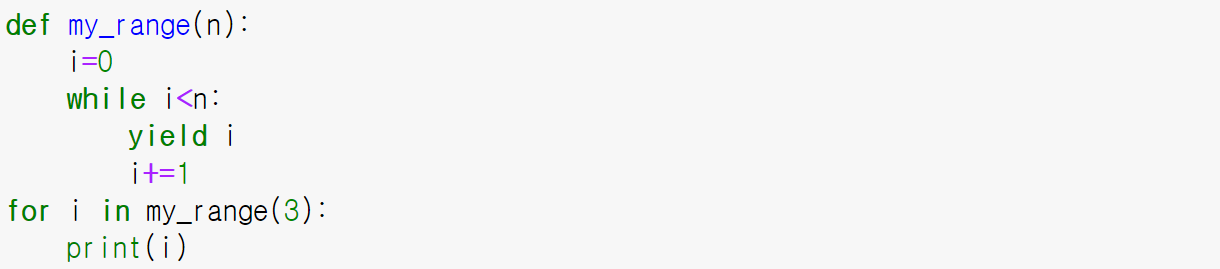 def my_range(n):
    i=0
    while i<n:
        yield i
        i+=1
for i in my_range(3):
    print(i)